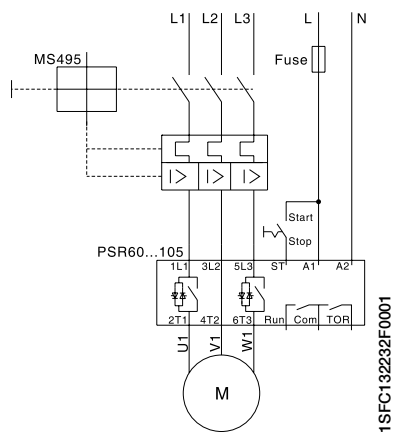 L1 L2 L3 L N
MS495
Fuse
I> I> I>
Start
Stop
PSR60...105
1L1 3L2 5L3 ST A1 A2
2T1 4T2 6T3 Run Com TOR
U1 V1 W1
M
1SFC132232F0001